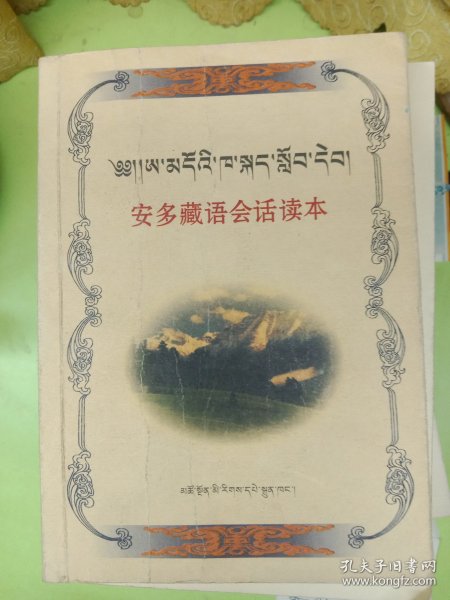 ༄༅།།ཨ་མདོའི་ཁ་སྐད་སློབ་དེབ།
安多藏语会话读本
མཚོ་སྔོན་མི་རིགས་དཔེ་སྐྲུན་ཁང་།
孔夫子旧书网
www.kongfz.com